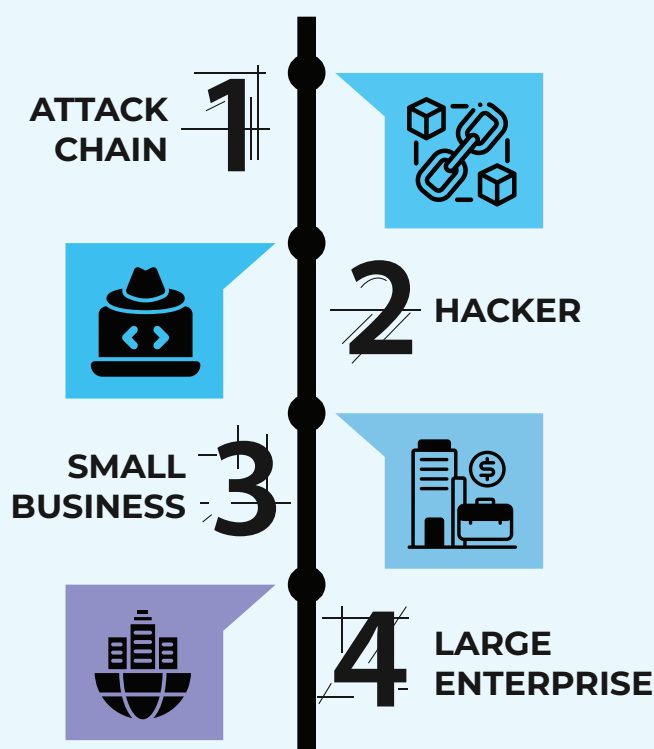 1
ATTACK
CHAIN
2
HACKER
3
SMALL
BUSINESS
4
LARGE
ENTERPRISE